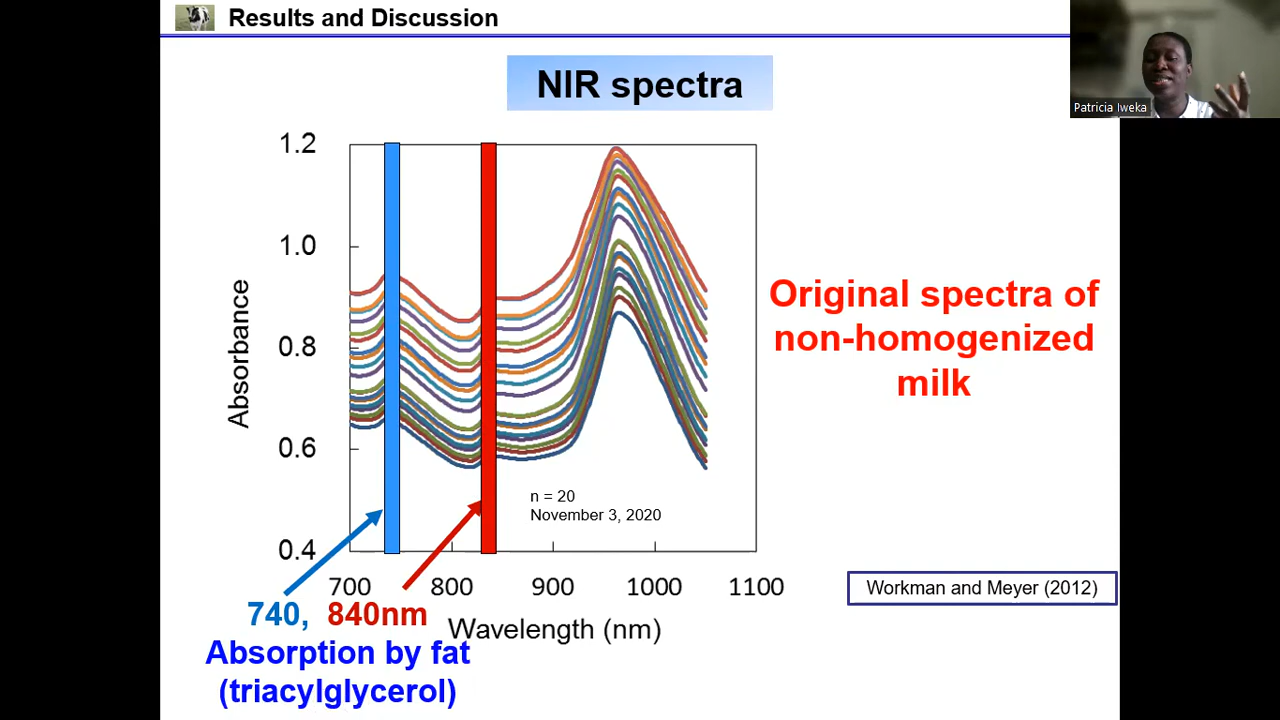 Results and Discussion
Patricia Iweka
NIR spectra
1.2
1.0
0.8
0.6
0.4
Absorbance
Original spectra of
non-homogenized
milk
n = 20
November 3, 2020
700 800 900 1000 1100
Wavelength (nm)
Workman and Meyer (2012)
740, 840nm
Absorption by fat
(triacylglycerol)